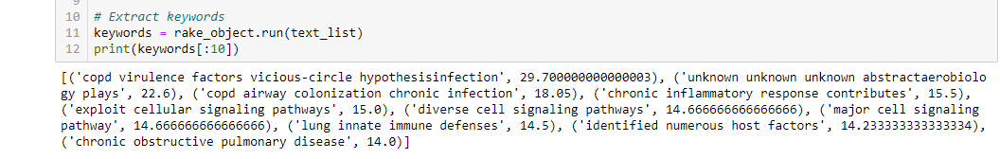 10 # Extract keywords
11 keywords = rake_object.run(text_list)
12 print(keywords[:10])
[('copd virulence factors vicious-circle hypothesisinfection', 29.700000000000003), ('unknown unknown unknown abstractaerobiolo
gy plays', 22.6), ('copd airway colonization chronic infection', 18.05), ('chronic inflammatory response contributes', 15.5),
('exploit cellular signaling pathways', 15.0), ('diverse cell signaling pathways', 14.666666666666666), ('major cell signaling
pathway', 14.666666666666666), ('lung innate immune defenses', 14.5), ('identified numerous host factors', 14.233333333333334),
('chronic obstructive pulmonary disease', 14.0)]